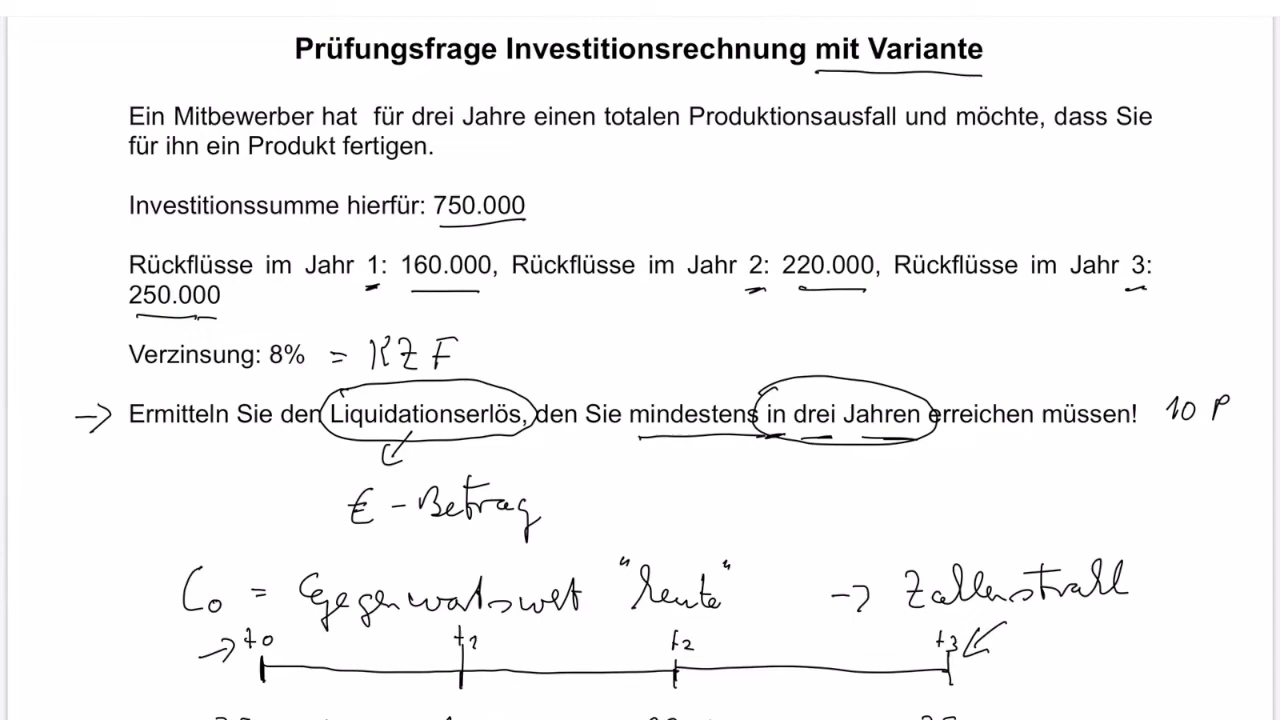 Prüfungsfrage Investitionsrechnung mit Variante
Ein Mitbewerber hat für drei Jahre einen totalen Produktionsausfall und möchte, dass Sie
für ihn ein Produkt fertigen.
Investitionssumme hierfür: 750.000
Rückflüsse im Jahr 1: 160.000, Rückflüsse im Jahr 2: 220.000, Rückflüsse im Jahr 3:
250.000
Verzinsung: 8% = KZF
-> Ermitteln Sie den Liquidationserlös, den Sie mindestens in drei Jahren erreichen müssen! 10 P
€ - Betrag
C₀ = Gegenwartswert "heute" -> Zahlenstrahl
-> t0 t1 t2 t3